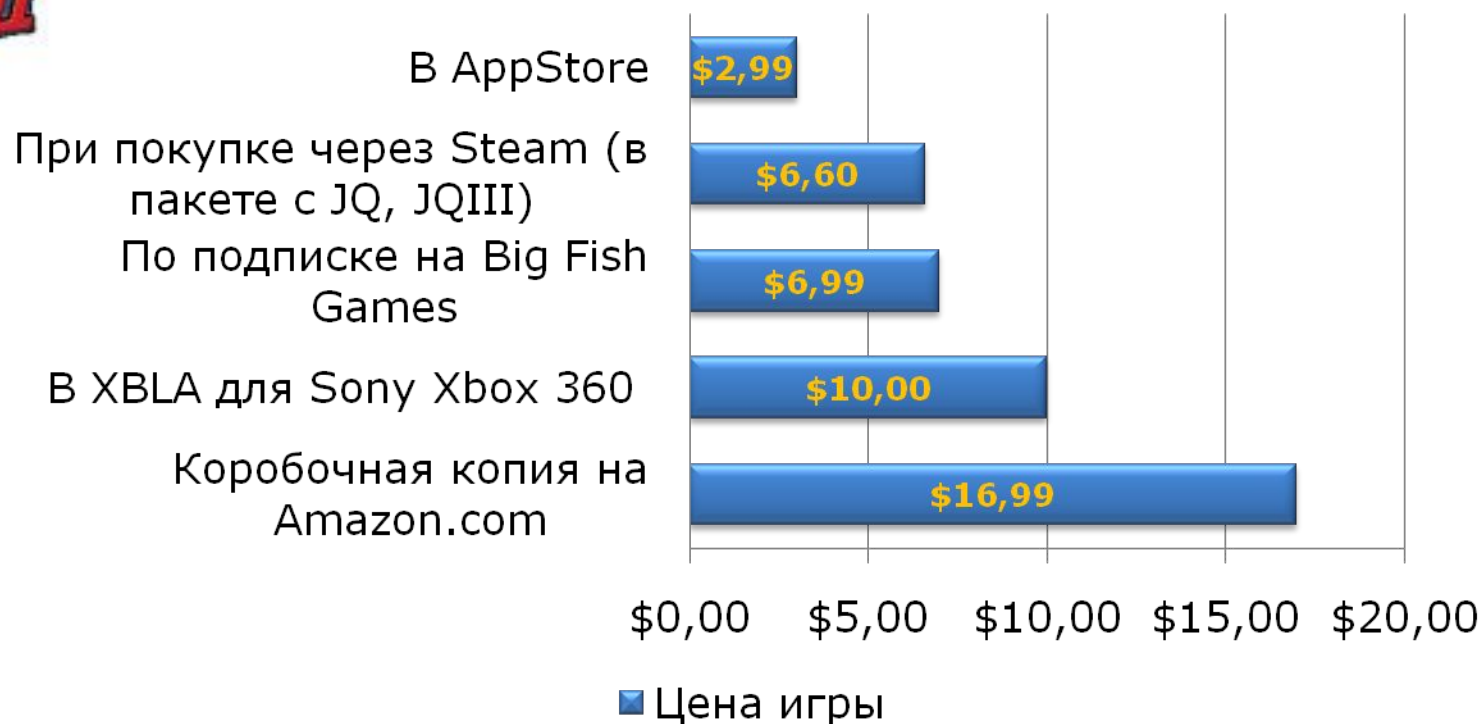 В AppStore
$2,99
При покупке через Steam (в
пакете с JQ, JQIII)
$6,60
По подписке на Big Fish
Games
$6,99
В XBLA для Sony Xbox 360
$10,00
Коробочная копия на
Amazon.com
$16,99
$0,00 $5,00 $10,00 $15,00 $20,00
Цена игры